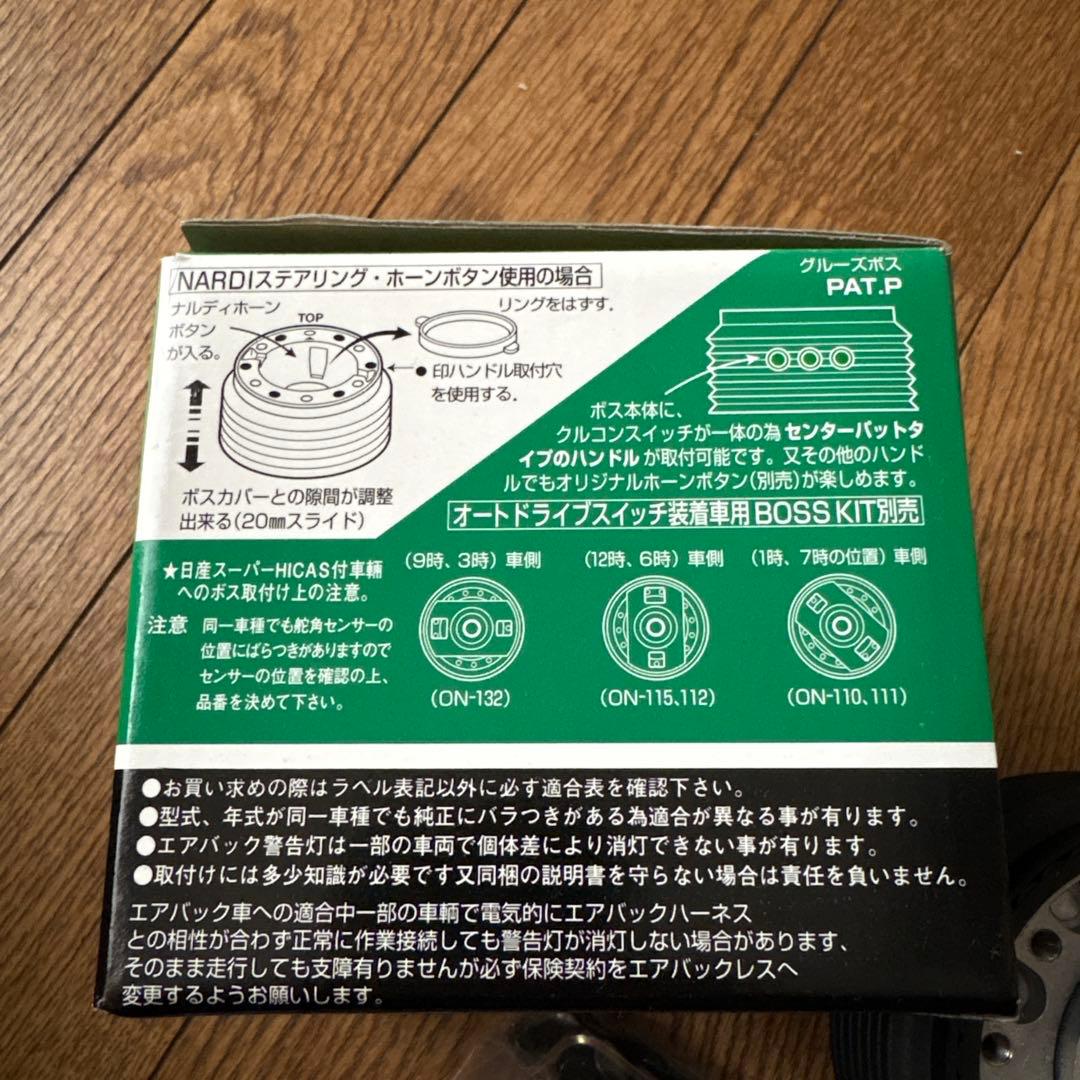 NARDIステアリング・ホーンボタン使用の場合
ナルディホーン
ボタン
が入る。
TOP
リングをはずす.
●印ハンドル取付穴
を使用する.
ボスカバーとの隙間が調整
出来る(20㎜スライド)
グルーズボス
PAT.P
ボス本体に、
クルコンスイッチが一体の為センターパットタ
イプのハンドルが取付可能です。又その他のハンド
ルでもオリジナルホーンボタン(別売)が楽しめます。
オートドライブスイッチ装着車用BOSS KIT別売
★日産スーパーHICAS付車輛
へのボス取付け上の注意。
注意 同一車種でも舵角センサーの
位置にばらつきがありますので
センサーの位置を確認の上、
品番を決めて下さい。
(9時、3時)車側
(ON-132)
(12時、6時)車側
(ON-115、112)
(1時、7時の位置)車側
(ON-110、111)
●お買い求めの際はラベル表記以外に必ず適合表を確認下さい。
●型式、年式が同一車種でも純正にバラつきがある為適合が異なる事が有ります。
●エアバック警告灯は一部の車両で個体差により消灯できない事が有ります。
●取付けには多少知識が必要です又同梱の説明書を守らない場合は責任を負いません。
エアバック車への適合中一部の車輌で電気的にエアバックハーネス
との相性が合わず正常に作業接続しても警告灯が消灯しない場合があります、
そのまま走行しても支障有りませんが必ず保険契約をエアバックレスへ
変更するようお願いします。